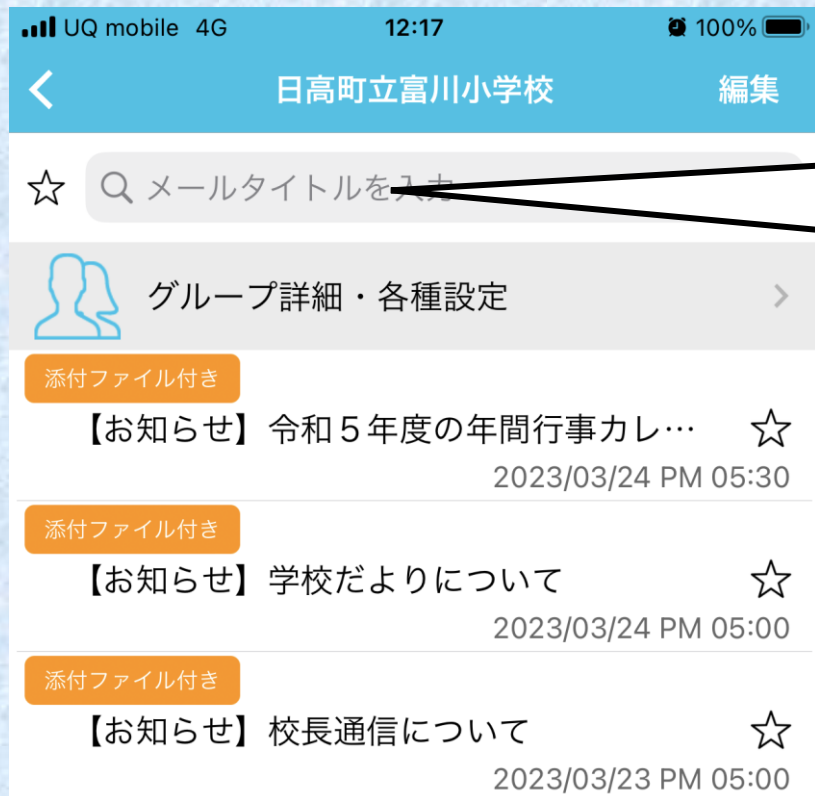 UQ mobile 4G 12:17 100%
日高町立富川小学校 編集
メールタイトルを入力
グループ詳細・各種設定
添付ファイル付き
【お知らせ】令和５年度の年間行事カレ…
2023/03/24 PM 05:30
添付ファイル付き
【お知らせ】学校だよりについて
2023/03/24 PM 05:00
添付ファイル付き
【お知らせ】校長通信について
2023/03/23 PM 05:00